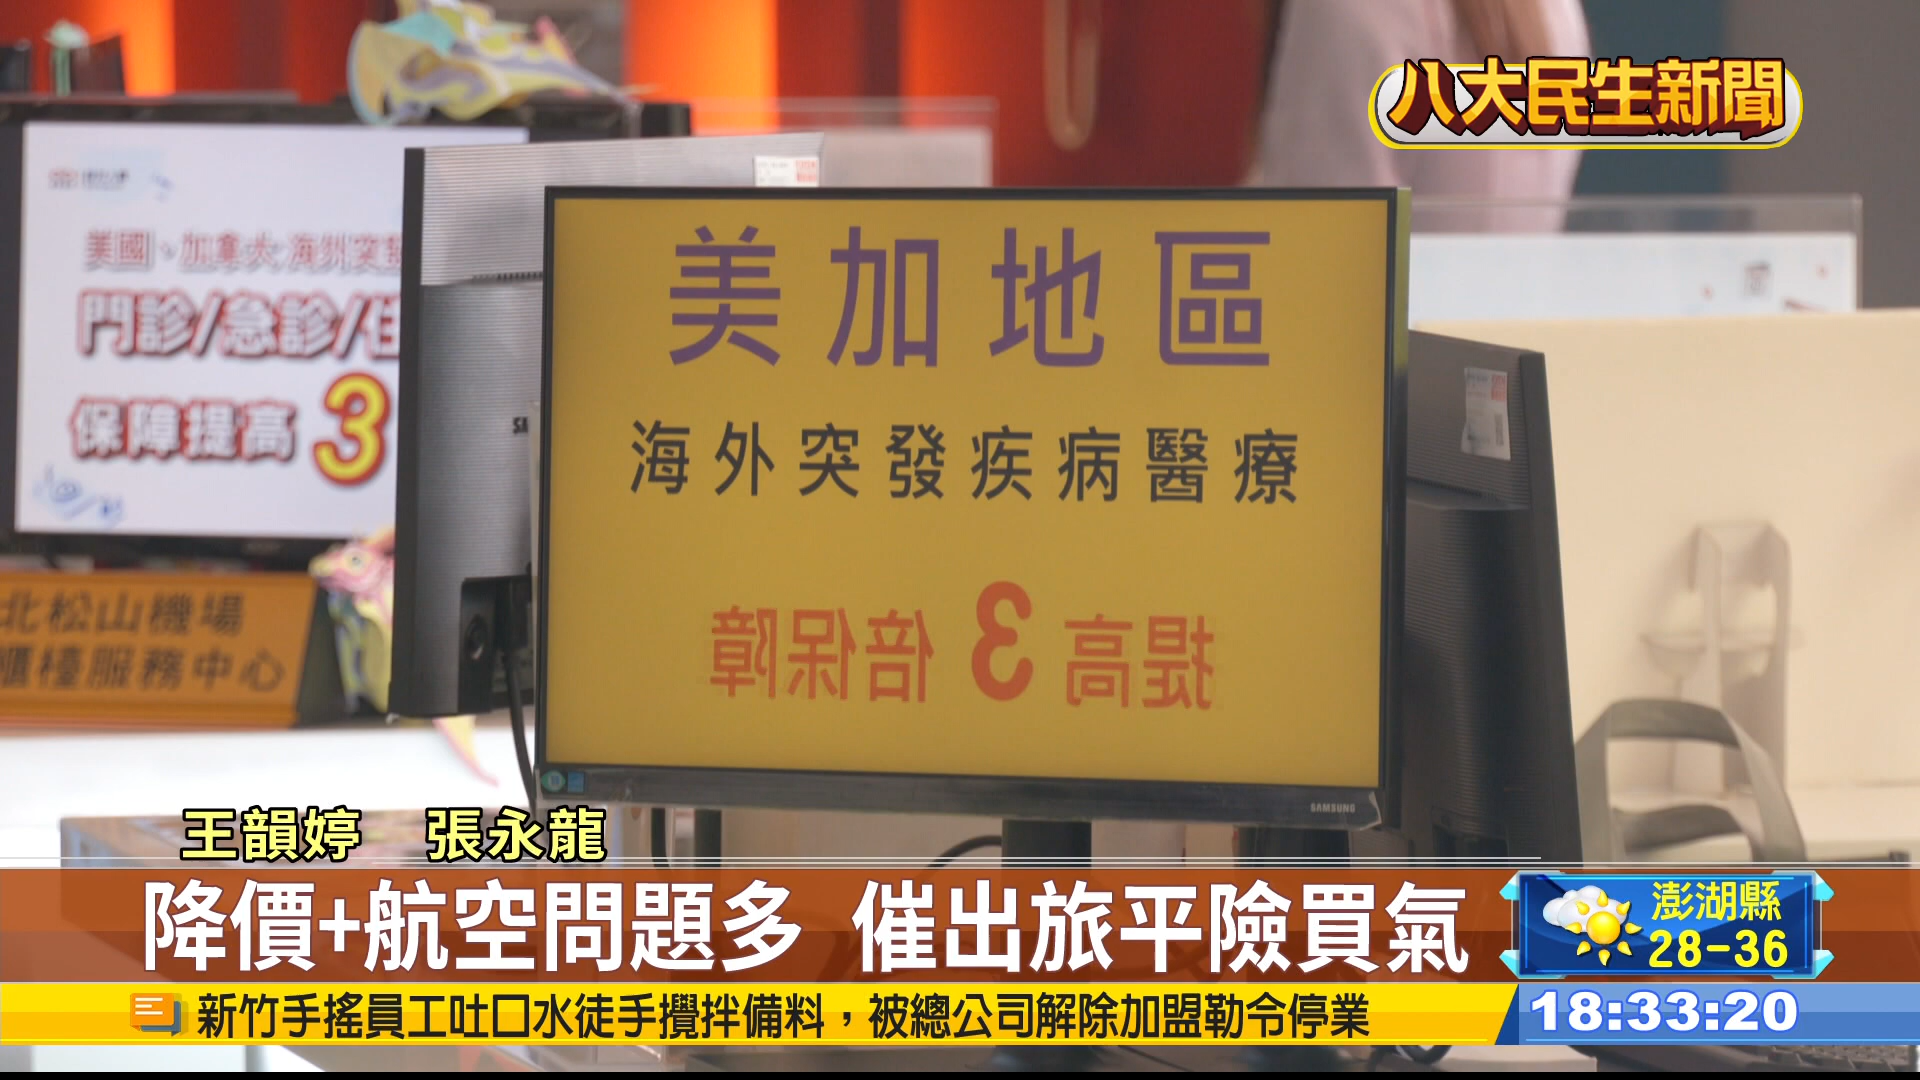 八大民生新聞
美國、加拿大 海外突發
門診/急診/住
保障提高 3
美加地區
海外突發疾病醫療
提高 3 倍保障
SAMSUNG
北松山機場
櫃檯服務中心
王韻婷 張永龍
降價+航空問題多 催出旅平險買氣
澎湖縣
28-36
新竹手搖員工吐口水徒手攪拌備料，被總公司解除加盟勒令停業
18:33:20